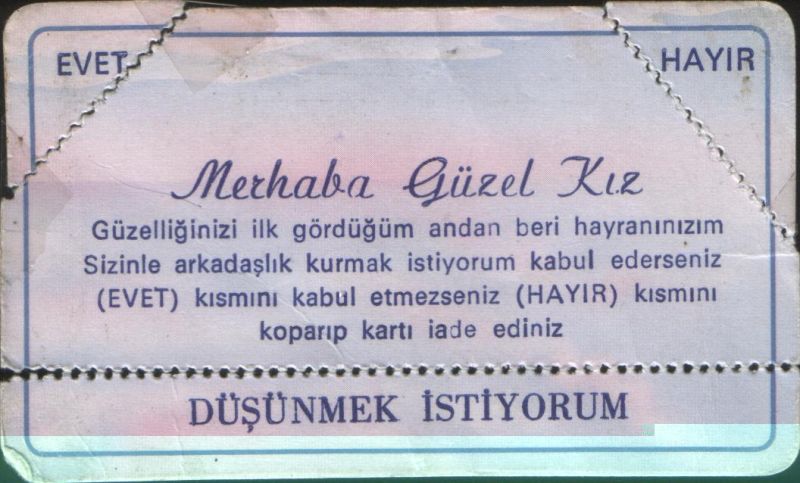 EVET
HAYIR
Merhaba Güzel Kız
Güzelliğinizi ilk gördüğüm andan beri hayranınızım
Sizinle arkadaşlık kurmak istiyorum kabul ederseniz
(EVET) kısmını kabul etmezseniz (HAYIR) kısmını
koparıp kartı iade ediniz
DÜŞÜNMEK İSTİYORUM